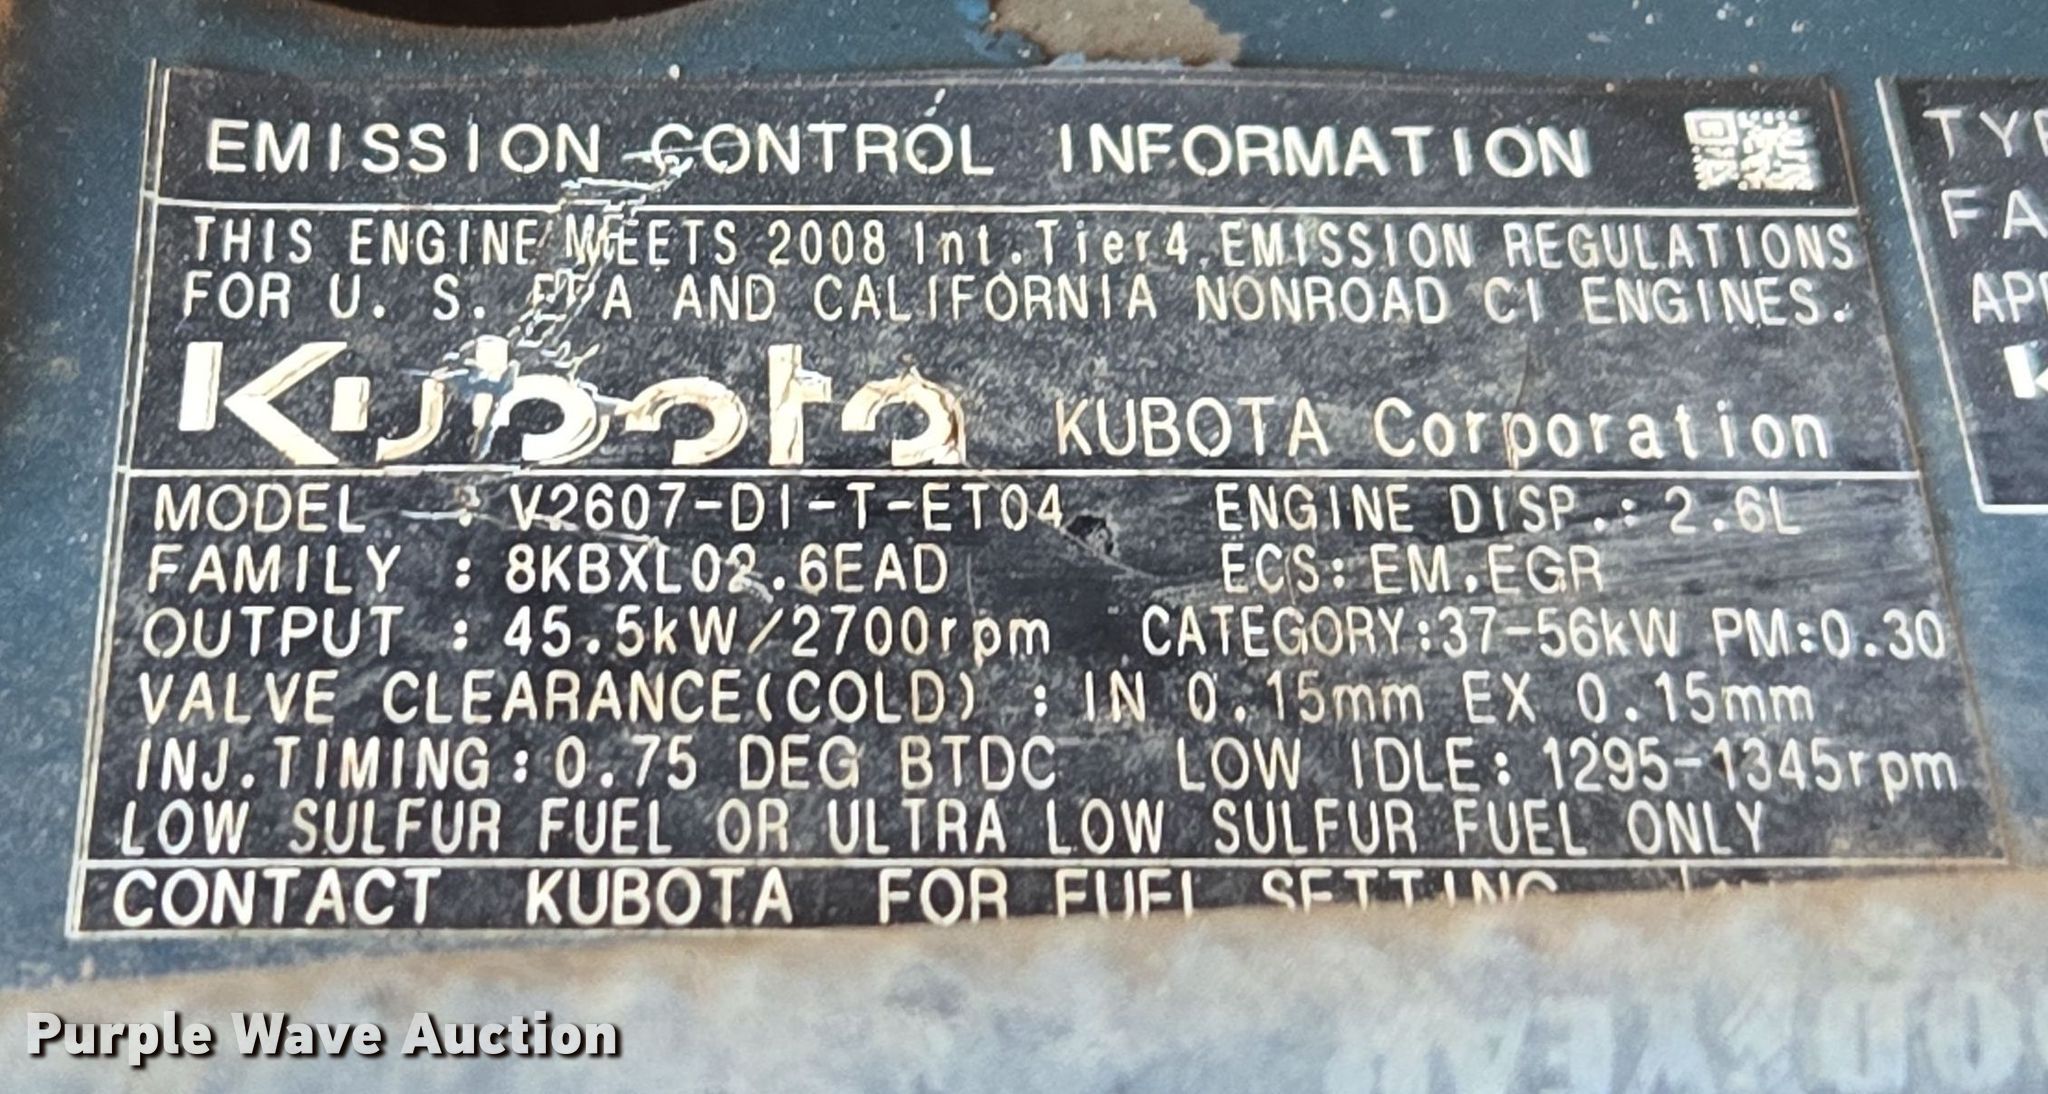 EMISSION CONTROL INFORMATION
THIS ENGINE MEETS 2008 Int.Tier4 EMISSION REGULATIONS
FOR U. S. EPA AND CALIFORNIA NONROAD CI ENGINES.
Kubota KUBOTA Corporation
MODEL : V2607-DI-T-ET04 ENGINE DISP.: 2.6L
FAMILY : 8KBXL02.6EAD ECS: EM.EGR
OUTPUT : 45.5kW/2700rpm CATEGORY:37-56kW PM:0.30
VALVE CLEARANCE(COLD) : IN 0.15mm EX 0.15mm
INJ.TIMING: 0.75 DEG BTDC LOW IDLE: 1295-1345rpm
LOW SULFUR FUEL OR ULTRA LOW SULFUR FUEL ONLY
CONTACT KUBOTA FOR FUEL SETTING
Purple Wave Auction